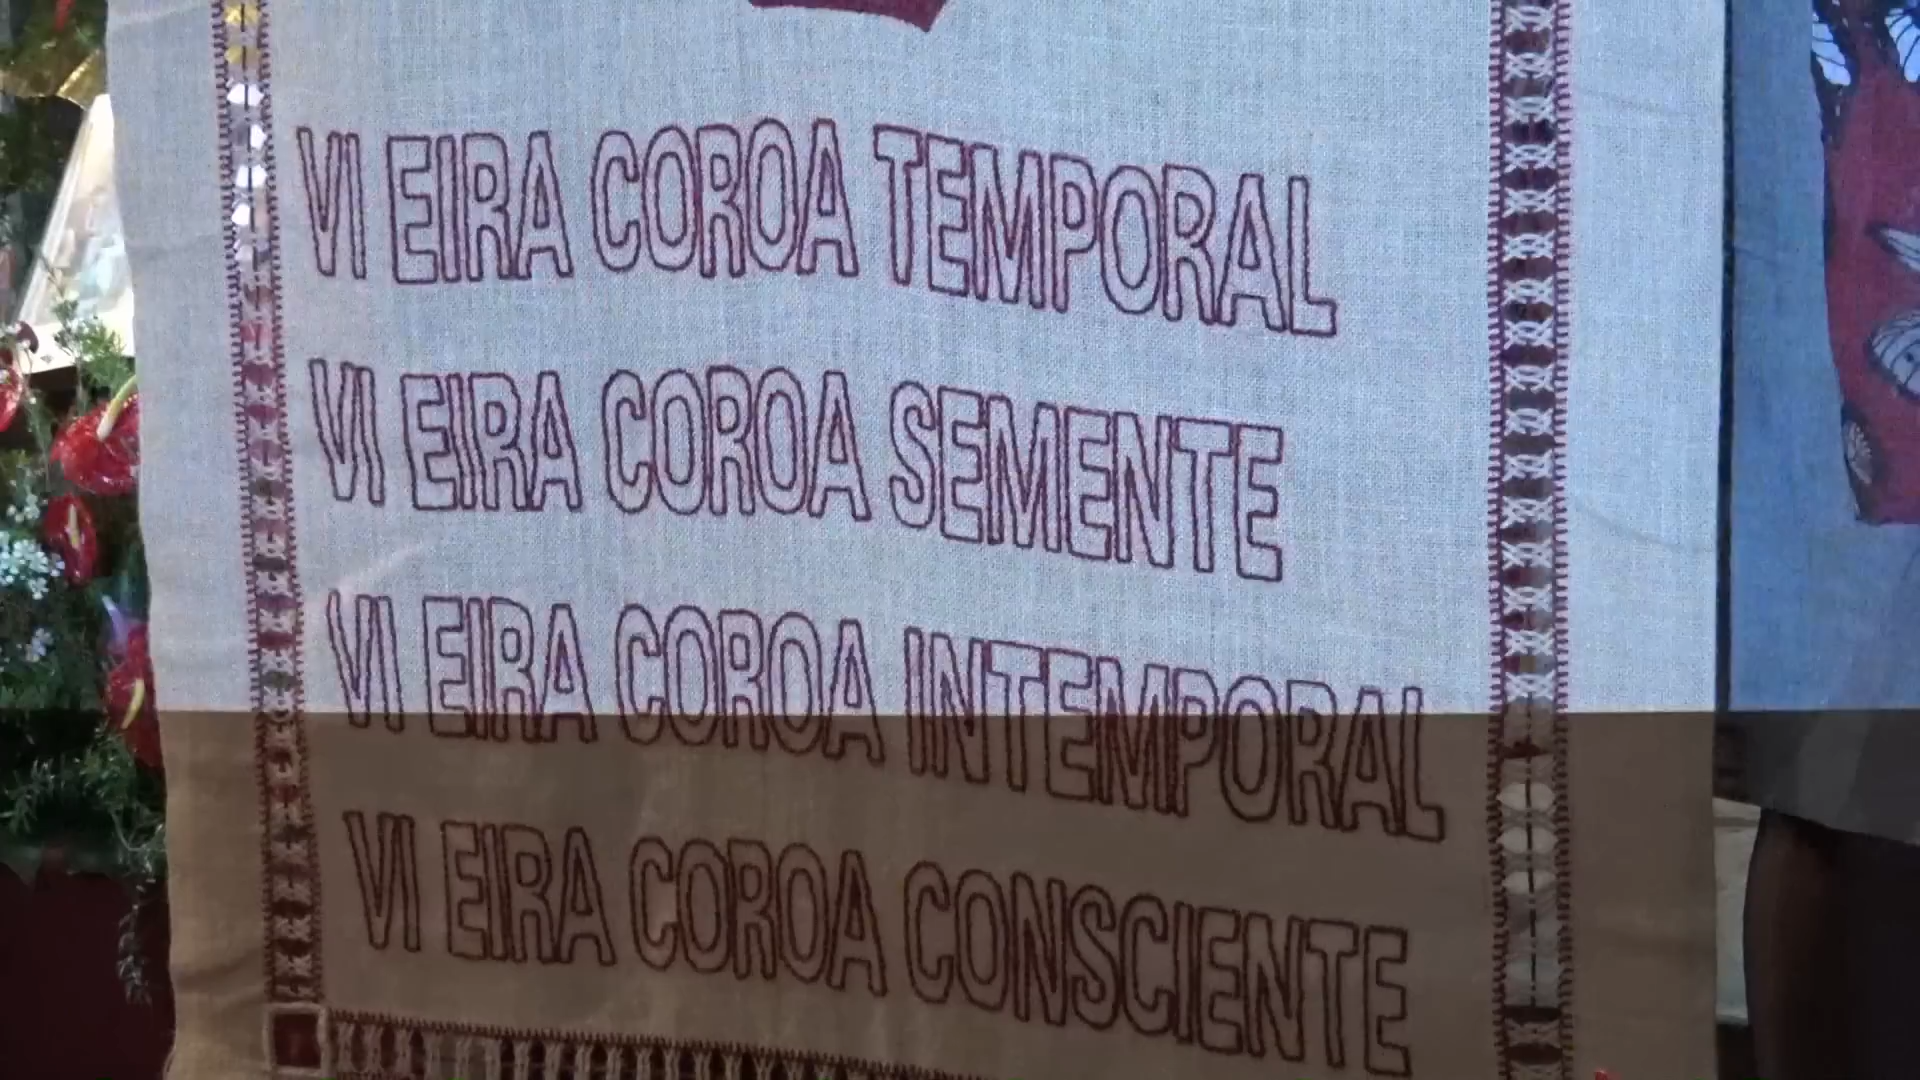 VI EIRA COROA TEMPORAL
VI EIRA COROA SEMENTE
VI EIRA COROA INTEMPORAL
VI EIRA COROA CONSCIENTE